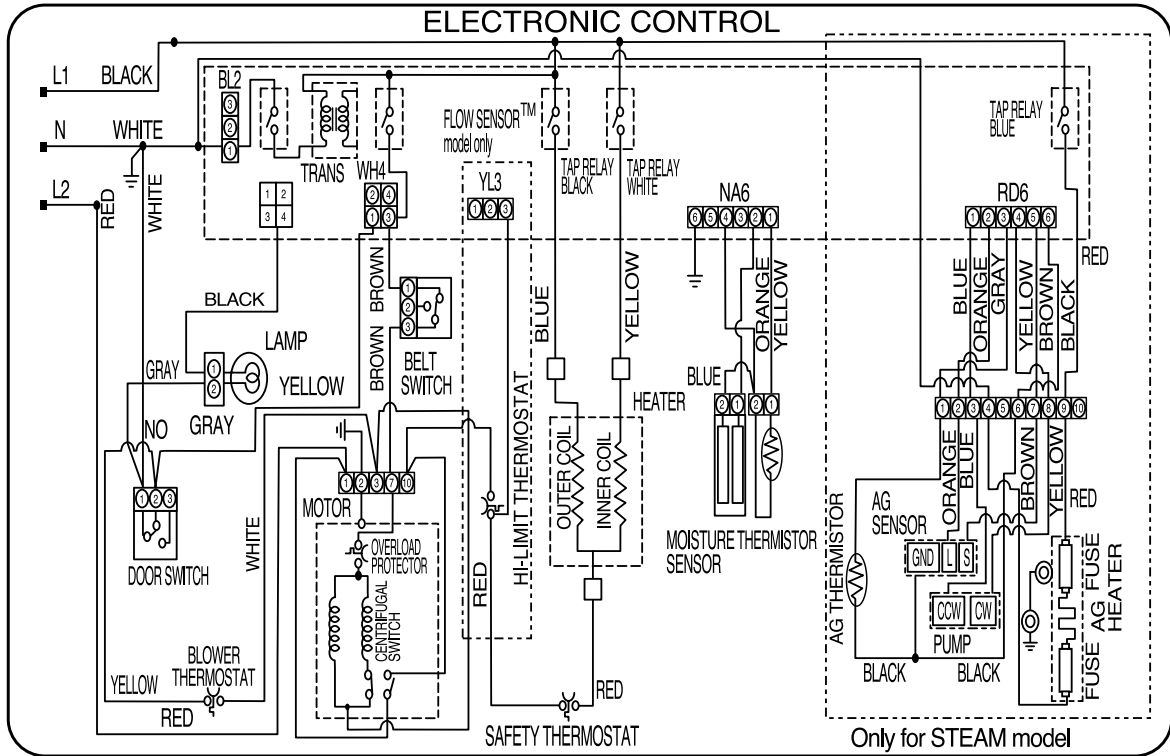 ELECTRONIC CONTROL
L1 BLACK
N WHITE
L2
RED
WHITE
BL2
3
2
1
TRANS
WH4
2 4
1 3
1 2
3 4
FLOW SENSOR™
model only
YL3
1 2 3
TAP RELAY
BLACK
TAP RELAY
WHITE
TAP RELAY
BLUE
NA6
6 5 4 3 2 1
RD6
1 2 3 4 5 6
RED
BLACK
BROWN
BROWN
1
2
3
BELT
SWITCH
LAMP
GRAY
1
2
YELLOW
GRAY
NO
1 2 3
DOOR SWITCH
MOTOR
1 2 3 7 10
WHITE
OVERLOAD
PROTECTOR
CENTRIFUGAL
SWITCH
BLOWER
THERMOSTAT
YELLOW
RED
RED
HI-LIMIT THERMOSTAT
BLUE
YELLOW
HEATER
OUTER COIL
INNER COIL
RED
SAFETY THERMOSTAT
ORANGE
YELLOW
BLUE
2 1 2 1
MOISTURE THERMISTOR
SENSOR
BLUE
ORANGE
GRAY
YELLOW
BROWN
BLACK
1 2 3 4 5 6 7 8 9 10
ORANGE
BLUE
BROWN
YELLOW
RED
AG
SENSOR
GND L S
CCW CW
PUMP
AG THERMISTOR
BLACK
BLACK
FUSE
FUSE
AG
HEATER
Only for STEAM model